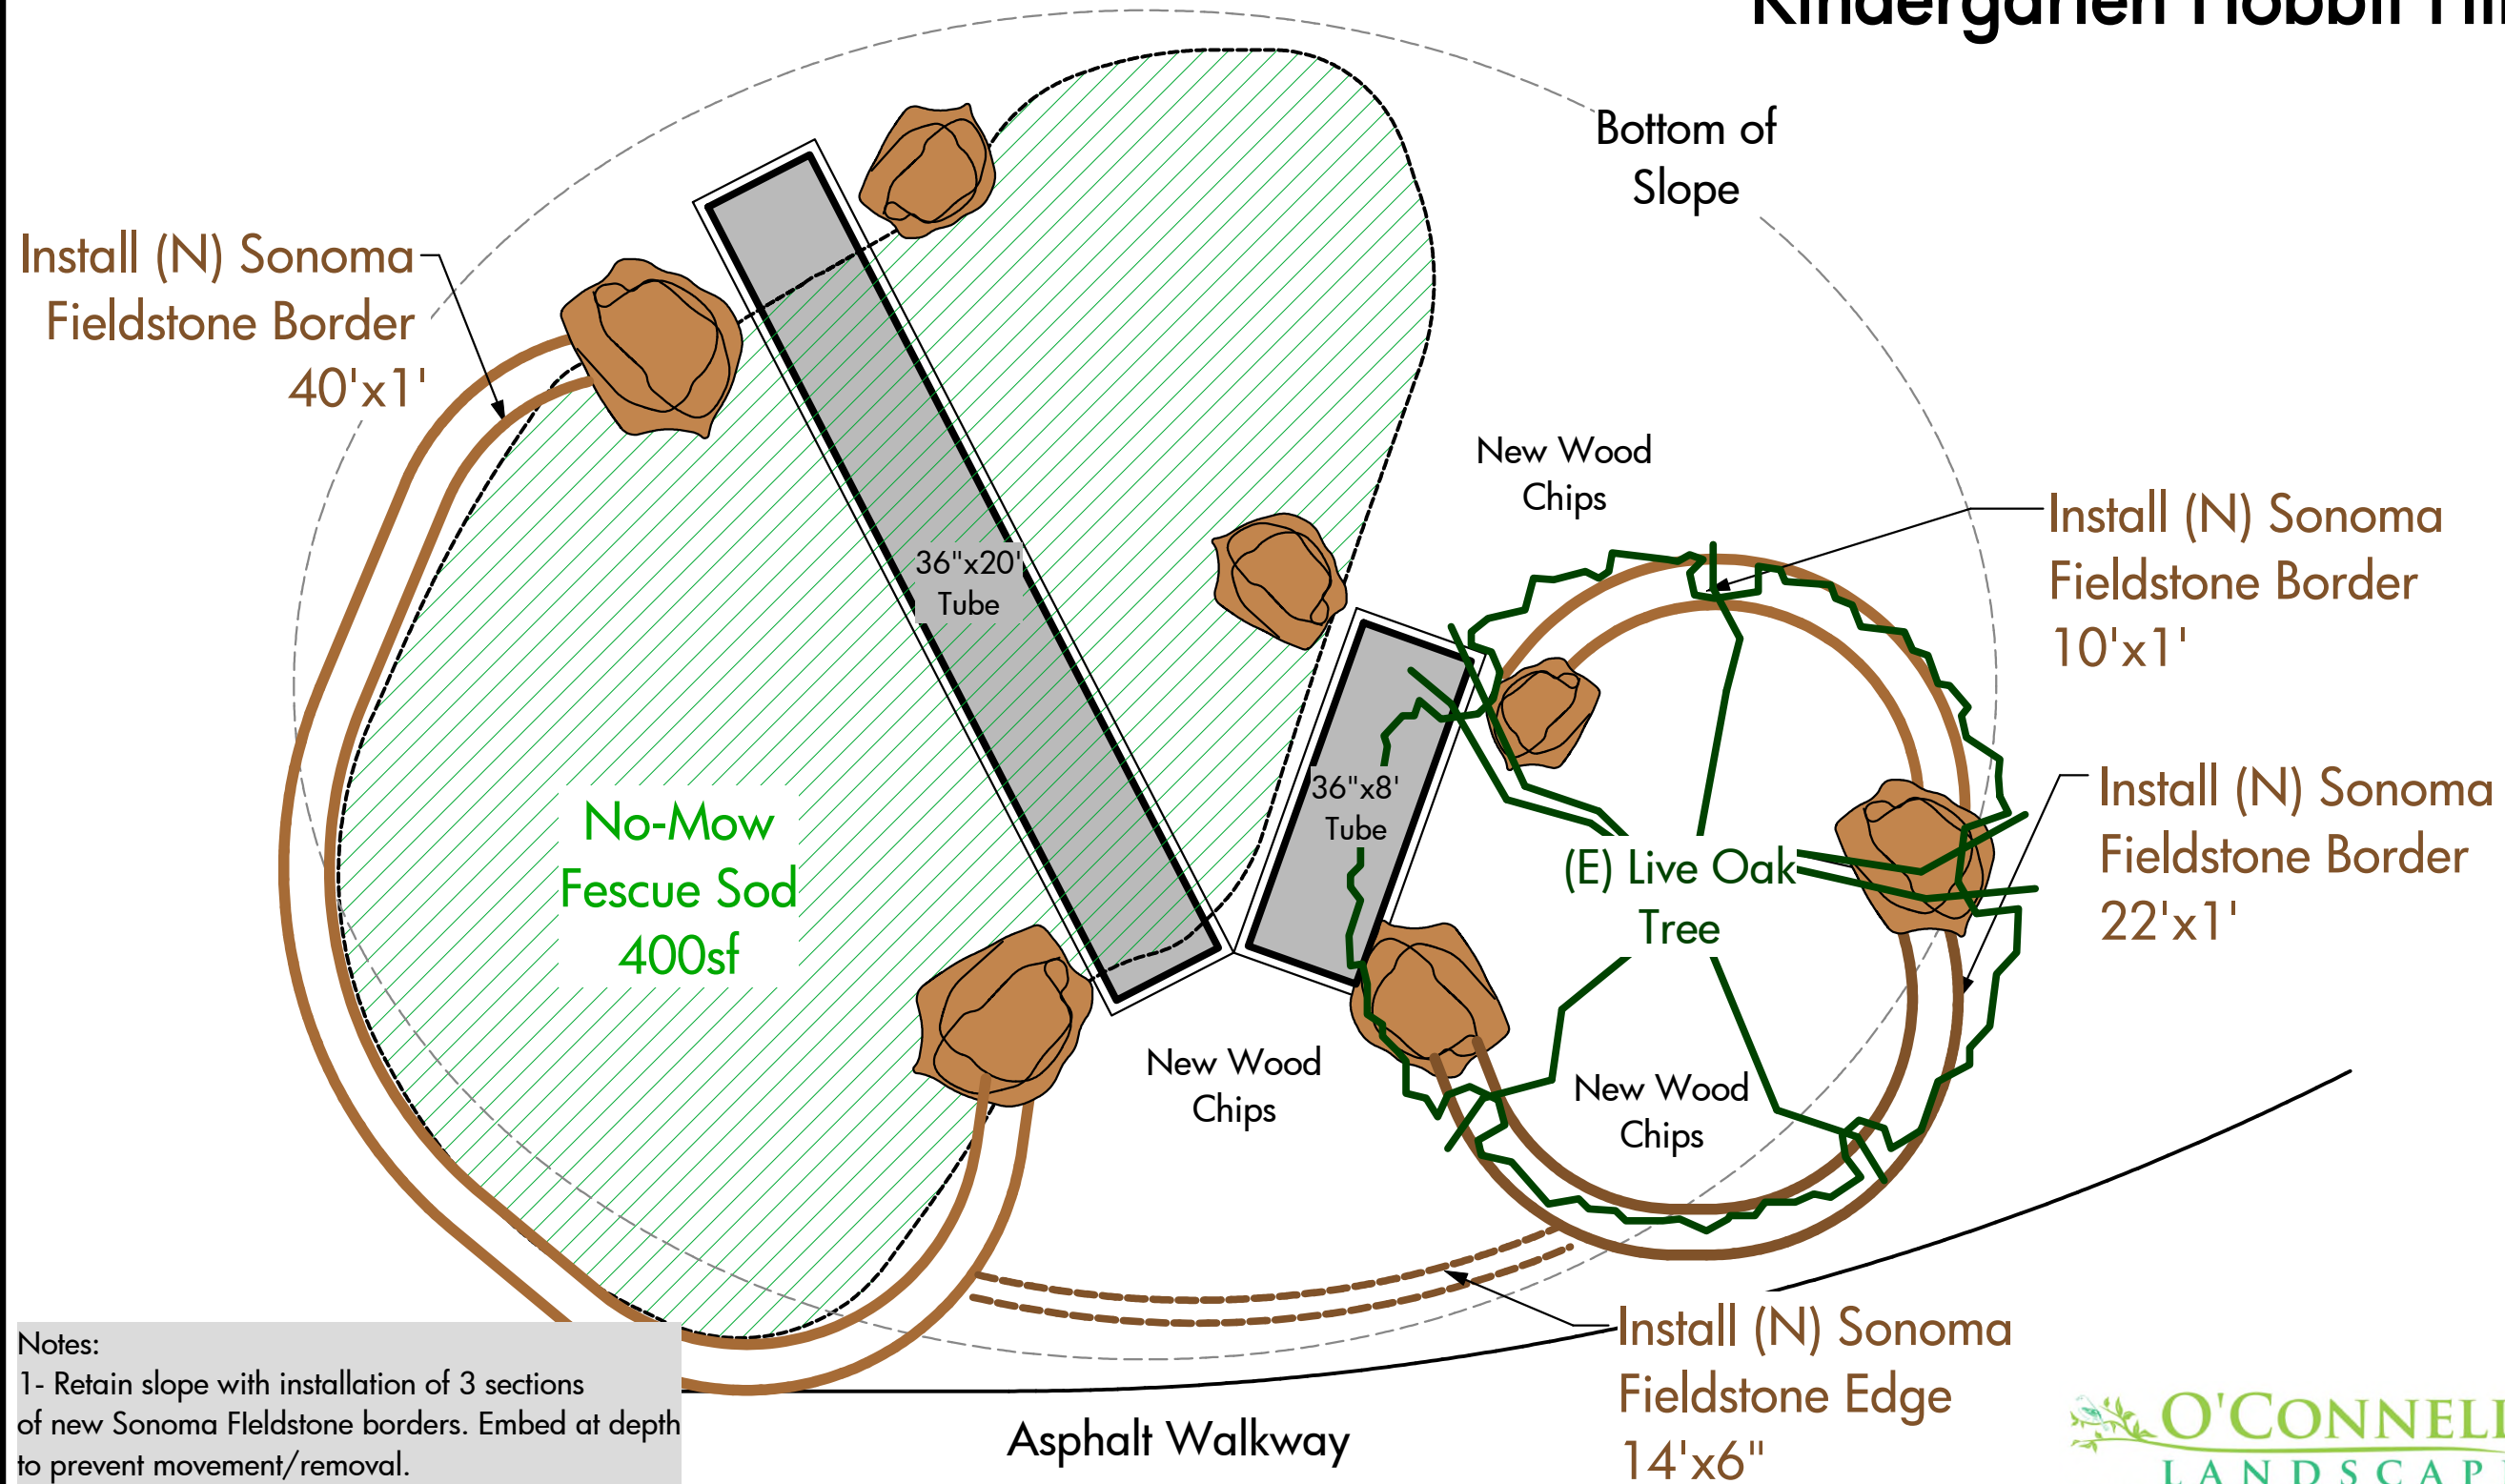 Bottom of
Slope
Install (N) Sonoma
Fieldstone Border
40'x1'
New Wood
Chips
Install (N) Sonoma
Fieldstone Border
10'x1'
36"x20'
Tube
36"x8'
Tube
Install (N) Sonoma
Fieldstone Border
22'x1'
No-Mow
Fescue Sod
400sf
(E) Live Oak
Tree
New Wood
Chips
New Wood
Chips
Install (N) Sonoma
Fieldstone Edge
14'x6"
Notes:
1- Retain slope with installation of 3 sections
of new Sonoma FIeldstone borders. Embed at depth
to prevent movement/removal.
Asphalt Walkway
O'CONNELL
LANDSCAP